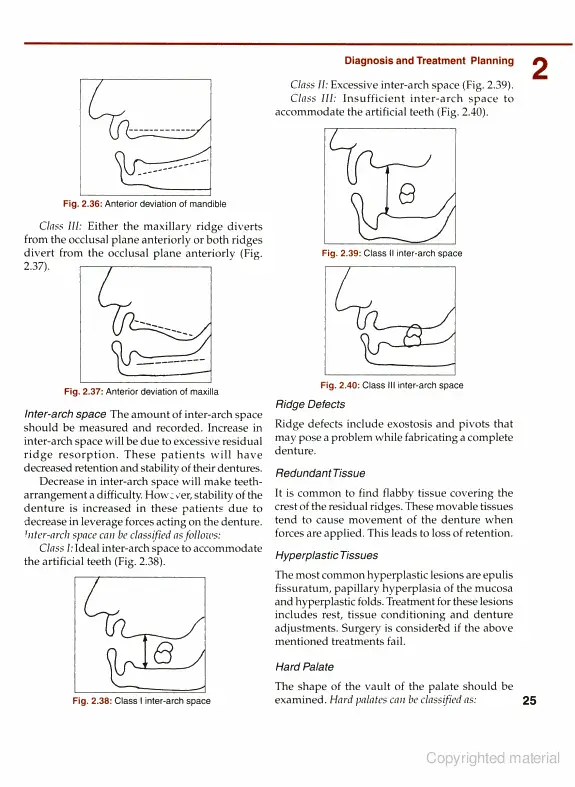 Diagnosis and Treatment Planning
2
Fig. 2.36: Anterior deviation of mandible
Class III: Either the maxillary ridge diverts
from the occlusal plane anteriorly or both ridges
divert from the occlusal plane anteriorly (Fig.
2.37).
Fig. 2.37: Anterior deviation of maxilla
Inter-arch space The amount of inter-arch space
should be measured and recorded. Increase in
inter-arch space will be due to excessive residual
ridge resorption. These patients will have
decreased retention and stability of their dentures.
Decrease in inter-arch space will make teeth-
arrangement a difficulty. However, stability of the
denture is increased in these patients due to
decrease in leverage forces acting on the denture.
Inter-arch space can be classified as follows:
Class I: Ideal inter-arch space to accommodate
the artificial teeth (Fig. 2.38).
Fig. 2.38: Class I inter-arch space
Class II: Excessive inter-arch space (Fig. 2.39).
Class III: Insufficient inter-arch space to
accommodate the artificial teeth (Fig. 2.40).
Fig. 2.39: Class II inter-arch space
Fig. 2.40: Class III inter-arch space
Ridge Defects
Ridge defects include exostosis and pivots that
may pose a problem while fabricating a complete
denture.
Redundant Tissue
It is common to find flabby tissue covering the
crest of the residual ridges. These movable tissues
tend to cause movement of the denture when
forces are applied. This leads to loss of retention.
Hyperplastic Tissues
The most common hyperplastic lesions are epulis
fissuratum, papillary hyperplasia of the mucosa
and hyperplastic folds. Treatment for these lesions
includes rest, tissue conditioning and denture
adjustments. Surgery is considered if the above
mentioned treatments fail.
Hard Palate
The shape of the vault of the palate should be
examined. Hard palates can be classified as:
25
Copyrighted material